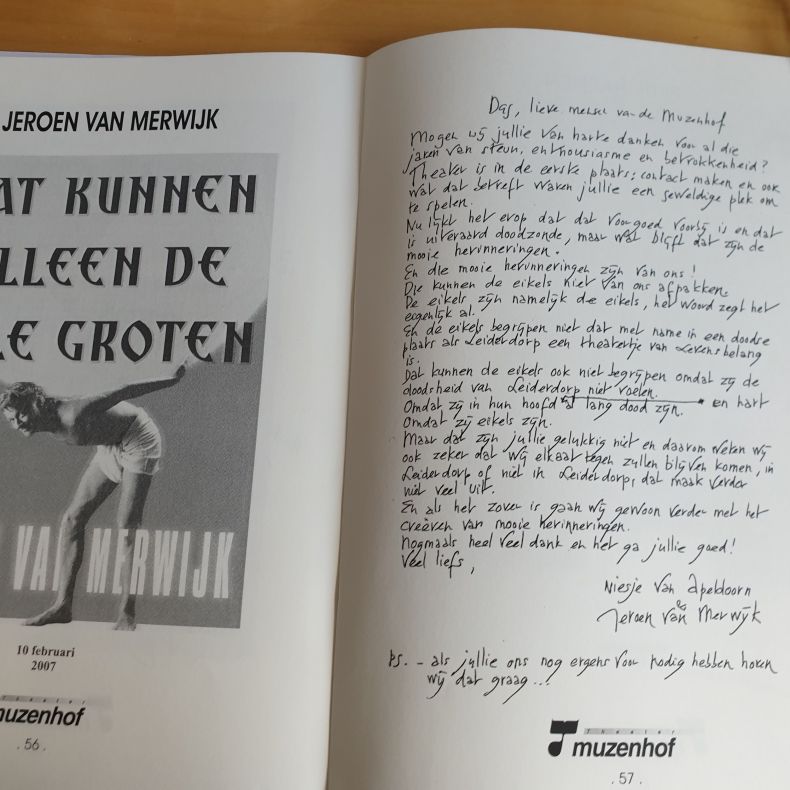 JEROEN VAN MERWIJK
AT KUNNEN
LLEEN DE
LE GROTEN
VAN MERWIJK
10 februari
2007
Theater
muzenhof
. 56 .
Dag, lieve mensen van de Muzenhof
Mogen wij jullie van harte danken voor al die
jaren van steun, enthousiasme en betrokkenheid?
Theater is in de eerste plaats: contact maken en ook
wat dat betreft waren jullie een geweldige plek om
te spelen.
Nu lijkt het erop dat dat voorgoed voorbij is en dat
is uiteraard doodzonde, maar wat blijft dat zijn de
mooie herinneringen.
En die mooie herinneringen zijn van ons!
Die kunnen de eikels niet van ons afpakken.
De eikels zijn namelijk de eikels, het woord zegt het
eigenlijk al.
En de eikels begrijpen niet dat met name in een doodse
plaats als Leiderdorp een theatertje van levensbelang
is.
Dat kunnen de eikels ook niet begrijpen omdat zij de
doodsheid van Leiderdorp niet voelen.
Omdat zij in hun hoofd en hart al lang dood zijn.
Omdat zij eikels zijn.
Maar dat zijn jullie gelukkig niet en daarom weten wij
ook zeker dat wij elkaar tegen zullen blijven komen, in
Leiderdorp of niet in Leiderdorp, dat maak verder
niet veel uit.
En als het zover is gaan wij gewoon verder met het
creëren van mooie herinneringen.
Nogmaals heel veel dank en het ga jullie goed!
Veel liefs,
Niesje van Apeldoorn
&
Jeroen van Merwijk
PS. - als jullie ons nog ergens voor nodig hebben horen
wij dat graag...!
Theater
muzenhof
. 57 .